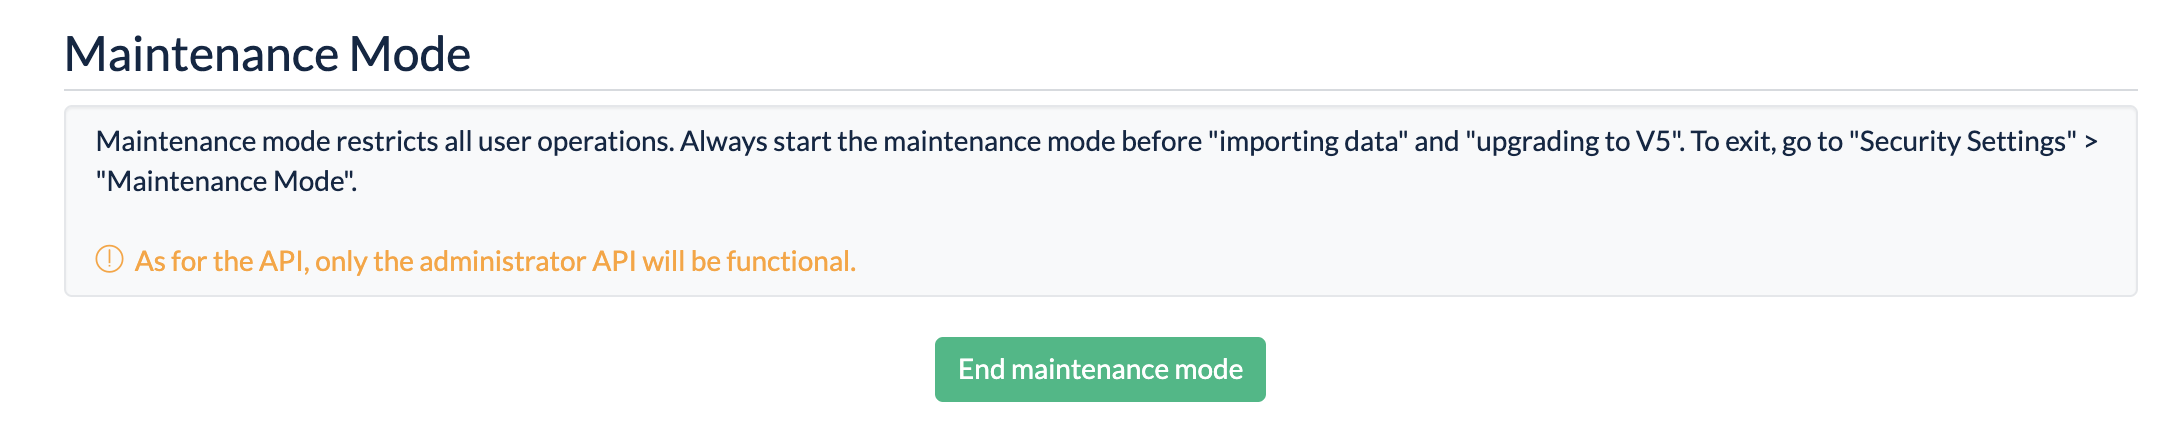 Maintenance Mode
Maintenance mode restricts all user operations. Always start the maintenance mode before "importing data" and "upgrading to V5". To exit, go to "Security Settings" >
"Maintenance Mode".
As for the API, only the administrator API will be functional.
End maintenance mode